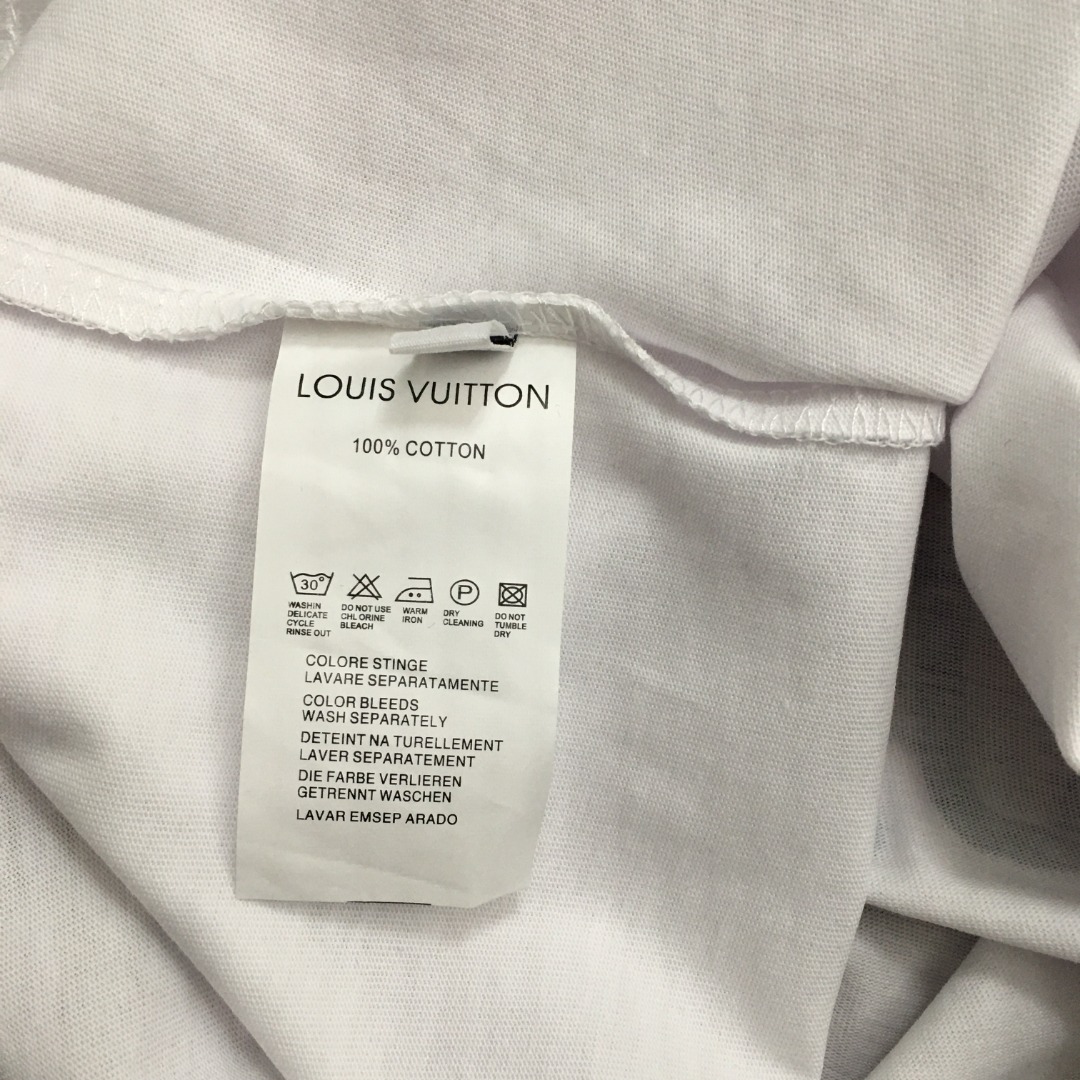 LOUIS VUITTON
100% COTTON
30°
P
WASHIN
DELICATE
CYCLE
RINSE OUT
DO NOT USE
CHLORINE
BLEACH
WARM
IRON
DRY
CLEANING
DO NOT
TUMBLE
DRY
COLORE STINGE
LAVARE SEPARATAMENTE
COLOR BLEEDS
WASH SEPARATELY
DETEINT NA TURELLEMENT
LAVER SEPARATEMENT
DIE FARBE VERLIEREN
GETRENNT WASCHEN
LAVAR EMSEP ARADO